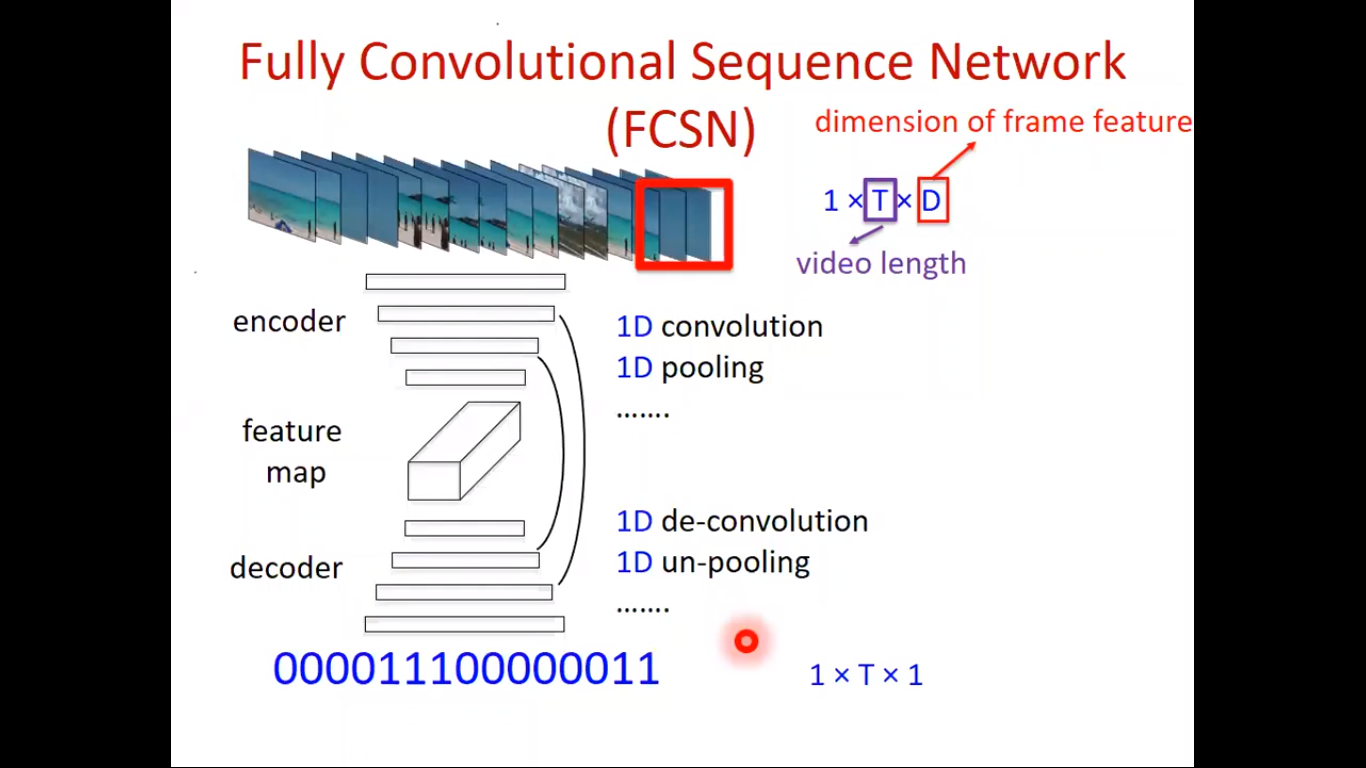 Fully Convolutional Sequence Network
(FCSN)
dimension of frame feature
1 × T × D
video length
encoder
1D convolution
1D pooling
…….
feature
map
1D de-convolution
1D un-pooling
…….
decoder
000011100000011
1 × T × 1